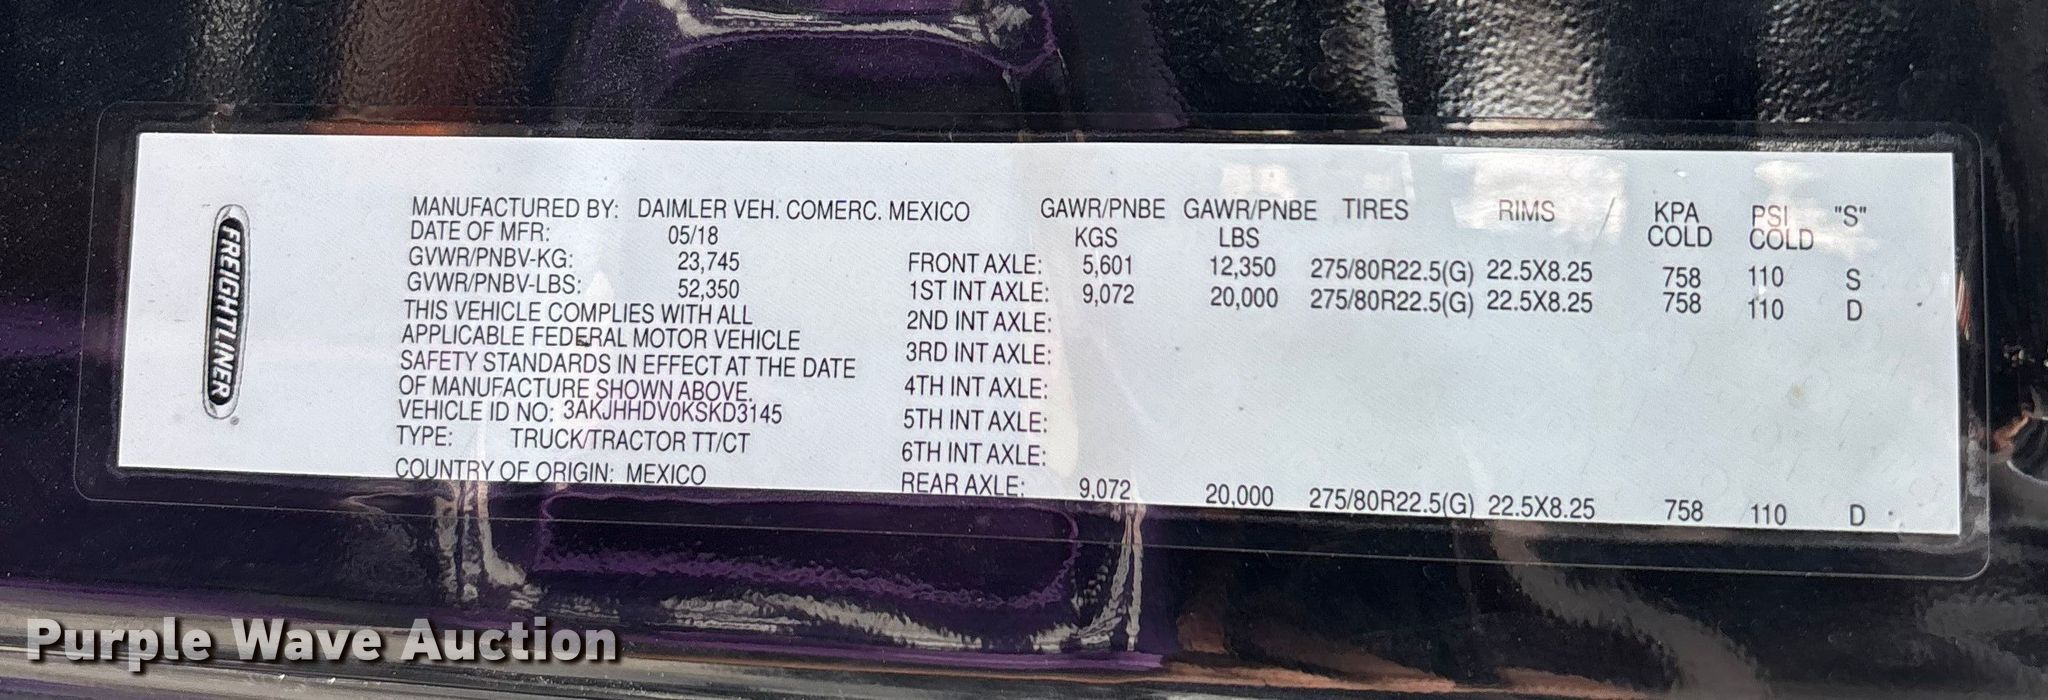 FREIGHTLINER
MANUFACTURED BY: DAIMLER VEH. COMERC. MEXICO
DATE OF MFR: 05/18
GVWR/PNBV-KG: 23,745
GVWR/PNBV-LBS: 52,350
THIS VEHICLE COMPLIES WITH ALL
APPLICABLE FEDERAL MOTOR VEHICLE
SAFETY STANDARDS IN EFFECT AT THE DATE
OF MANUFACTURE SHOWN ABOVE.
VEHICLE ID NO: 3AKJHHDV0KSKD3145
TYPE: TRUCK/TRACTOR TT/CT
COUNTRY OF ORIGIN: MEXICO
GAWR/PNBE GAWR/PNBE TIRES RIMS / KPA PSI "S"
KGS LBS COLD COLD
FRONT AXLE: 5,601 12,350 275/80R22.5(G) 22.5X8.25 758 110 S
1ST INT AXLE: 9,072 20,000 275/80R22.5(G) 22.5X8.25 758 110 D
2ND INT AXLE:
3RD INT AXLE:
4TH INT AXLE:
5TH INT AXLE:
6TH INT AXLE:
REAR AXLE: 9,072 20,000 275/80R22.5(G) 22.5X8.25 758 110 D
Purple Wave Auction